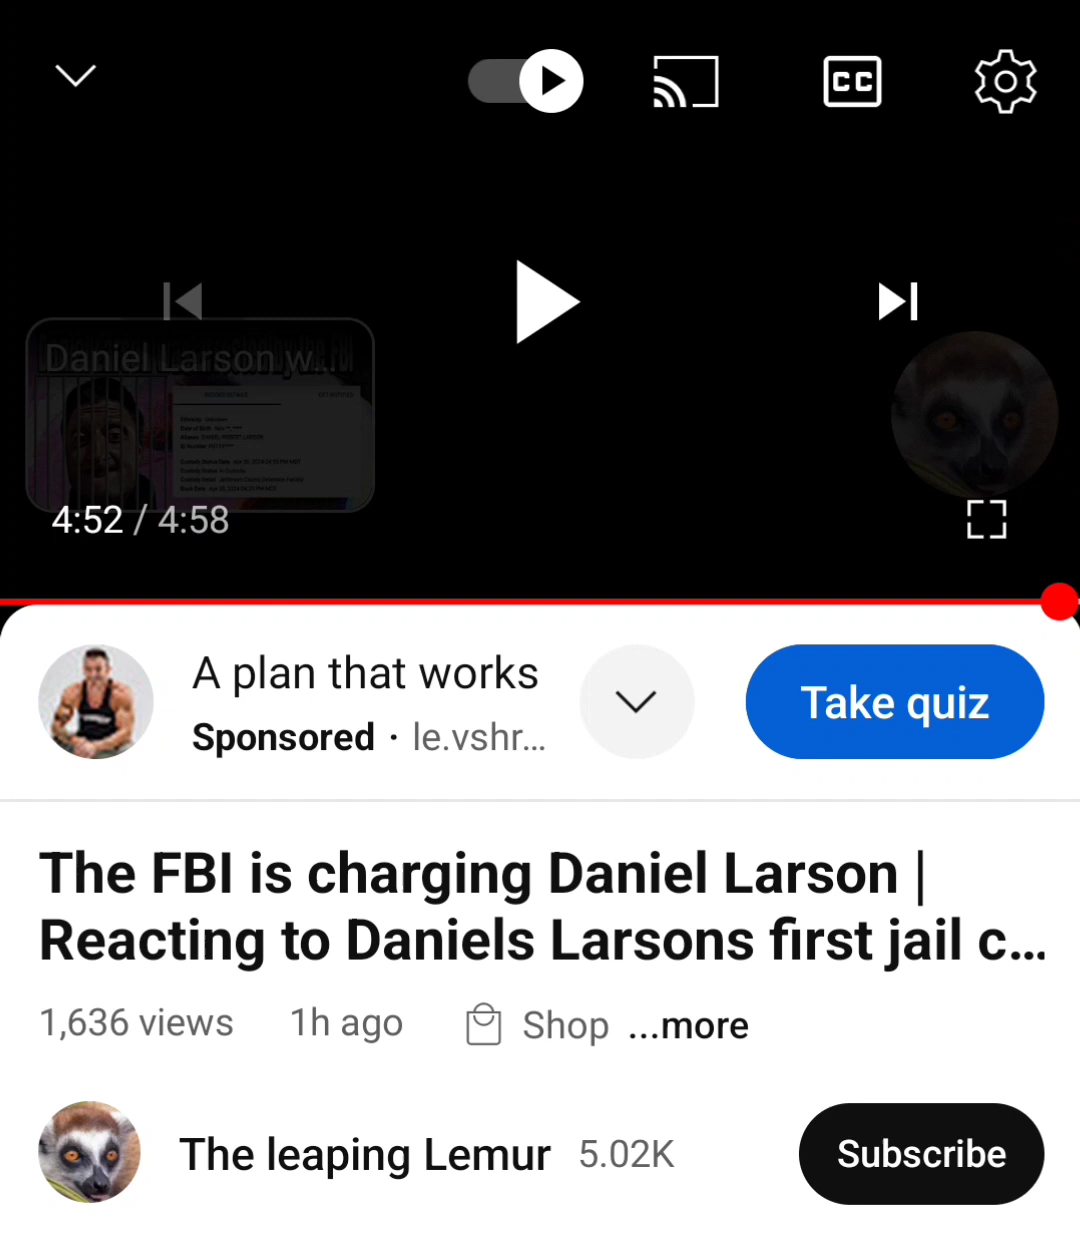 CC
Daniel Larson w...
4:52 / 4:58
A plan that works
Sponsored · le.vshr...
Take quiz
The FBI is charging Daniel Larson |
Reacting to Daniels Larsons first jail c...
1,636 views 1h ago Shop ...more
The leaping Lemur 5.02K
Subscribe